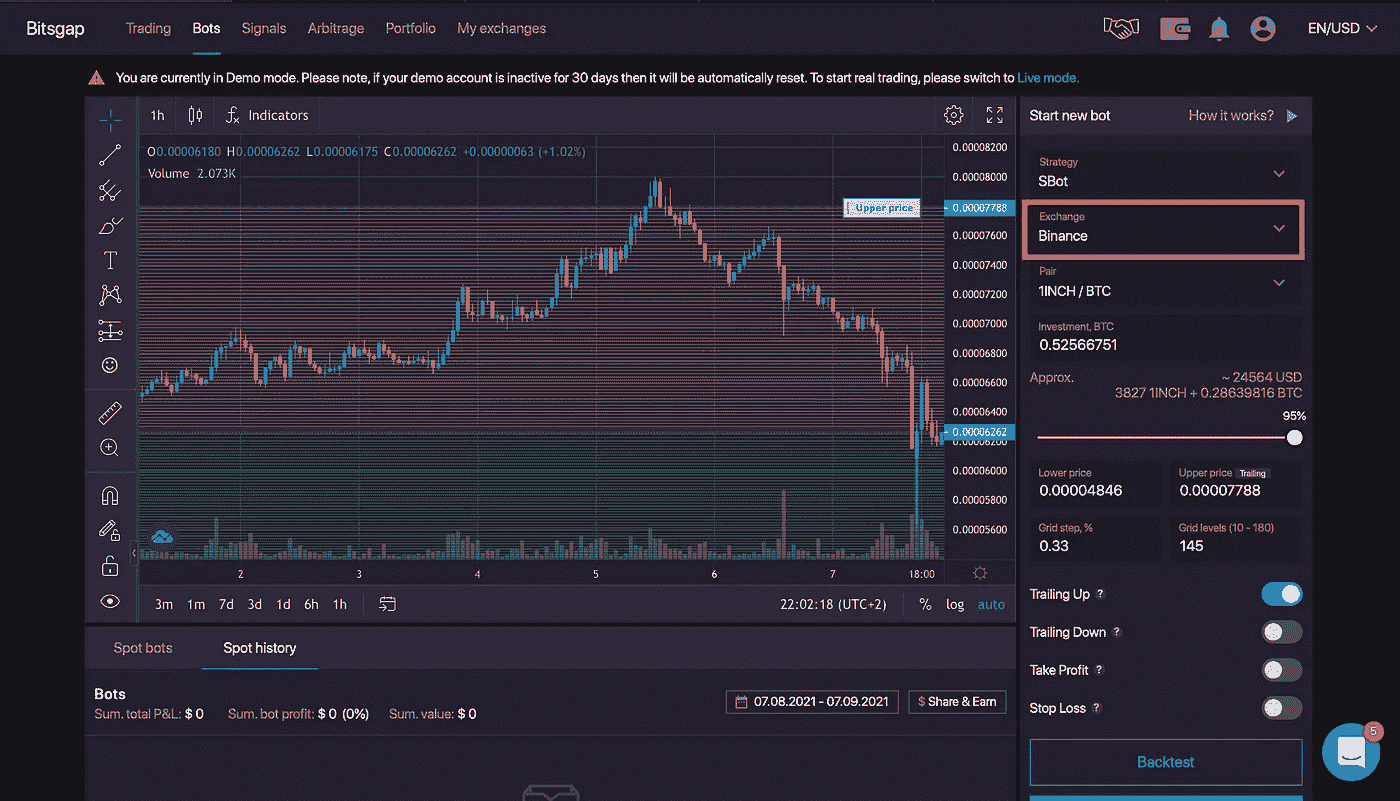 Bitsgap Trading Bots Signals Arbitrage Portfolio My exchanges EN/USD
You are currently in Demo mode. Please note, if your demo account is inactive for 30 days then it will be automatically reset. To start real trading, please switch to Live mode.
1h Indicators
O0.00006180 H0.00006262 L0.00006175 C0.00006262 +0.00000063 (+1.02%)
Volume 2.073K
Upper price
0.00008200
0.00008000
0.00007788
0.00007600
0.00007400
0.00007200
0.00007000
0.00006800
0.00006600
0.00006400
0.00006262
0.00006200
0.00006000
0.00005800
0.00005600
2 3 4 5 6 7 18:00
3m 1m 7d 3d 1d 6h 1h 22:02:18 (UTC+2) % log auto
Spot bots Spot history
Bots
Sum. total P&L: $ 0 Sum. bot profit: $ 0 (0%) Sum. value: $ 0
07.08.2021 - 07.09.2021 $ Share & Earn
Start new bot How it works?
Strategy
SBot
Exchange
Binance
Pair
1INCH / BTC
Investment, BTC
0.52566751
Approx. ~ 24564 USD
3827 1INCH + 0.28639816 BTC
95%
Lower price Upper price Trailing
0.00004846 0.00007788
Grid step, % Grid levels (10 - 180)
0.33 145
Trailing Up ?
Trailing Down ?
Take Profit ?
Stop Loss ?
Backtest
5